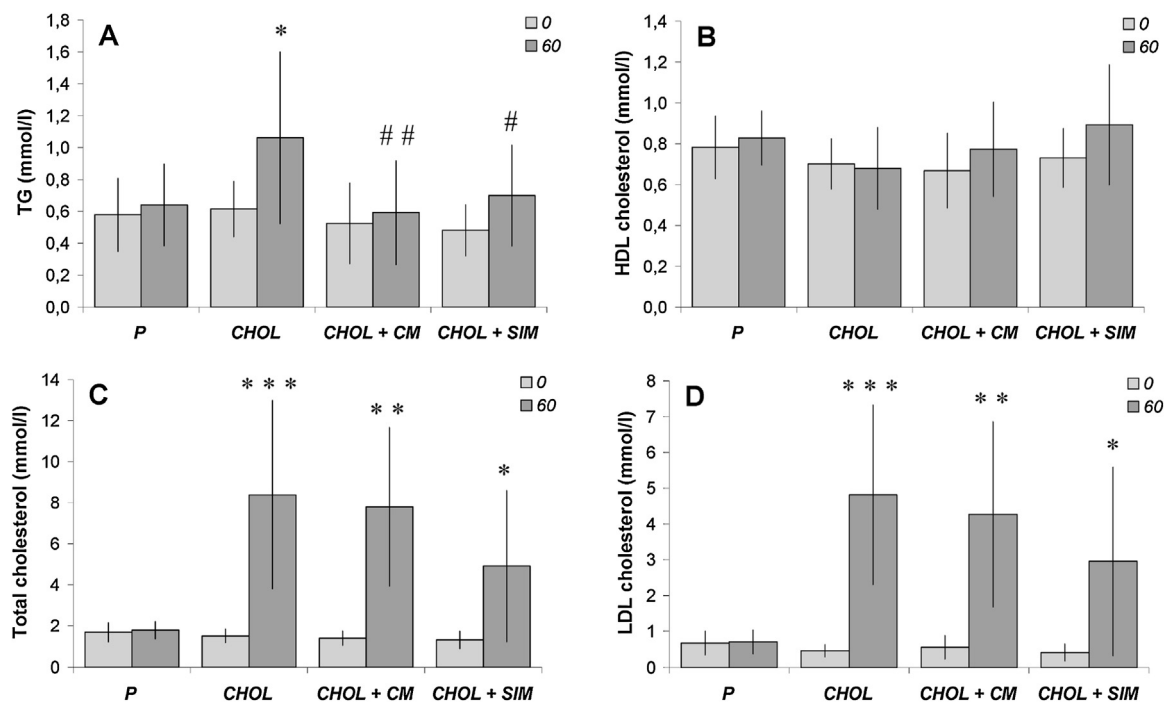 A
TG (mmol/l)
1,8
1,6
1,4
1,2
1,0
0,8
0,6
0,4
0,2
0,0
*
# #
#
0
60
P
CHOL
CHOL + CM
CHOL + SIM
B
HDL cholesterol (mmol/l)
1,4
1,2
1,0
0,8
0,6
0,4
0,2
0,0
0
60
P
CHOL
CHOL + CM
CHOL + SIM
C
Total cholesterol (mmol/l)
14
12
10
8
6
4
2
0
* * *
* *
*
0
60
P
CHOL
CHOL + CM
CHOL + SIM
D
LDL cholesterol (mmol/l)
8
7
6
5
4
3
2
1
0
* * *
* *
*
0
60
P
CHOL
CHOL + CM
CHOL + SIM